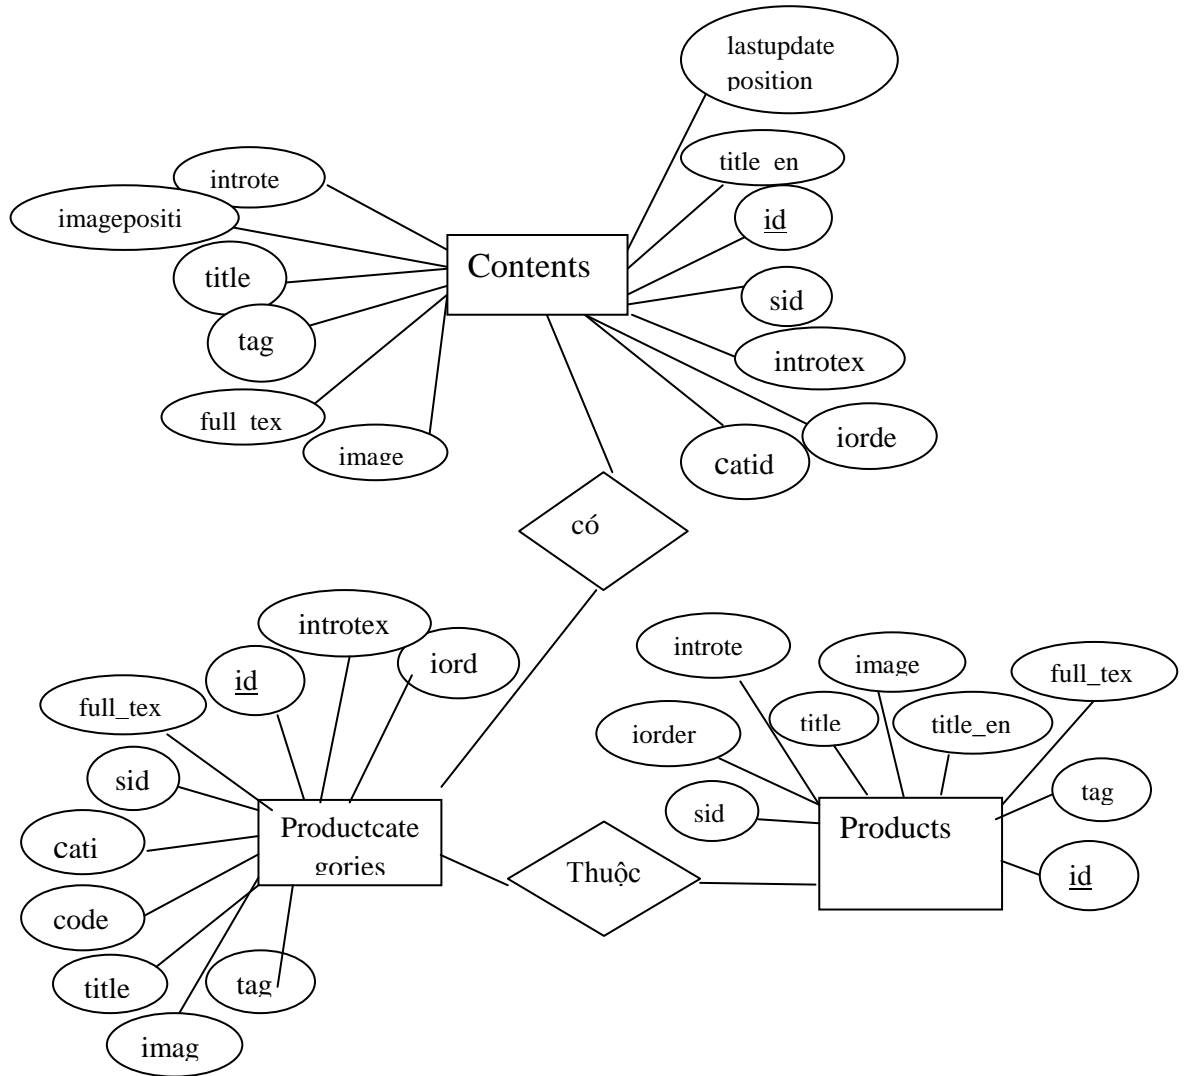 lastupdate
position
title_en
introte
id
imagepositi
Contents
title
sid
tag
introtex
full_tex
iorde
image
catid
có
introtex
introte
image
iord
full_tex
id
full_tex
title
title_en
iorder
sid
tag
sid
Productcate
gories
Products
cati
Thuộc
id
code
title
tag
imag